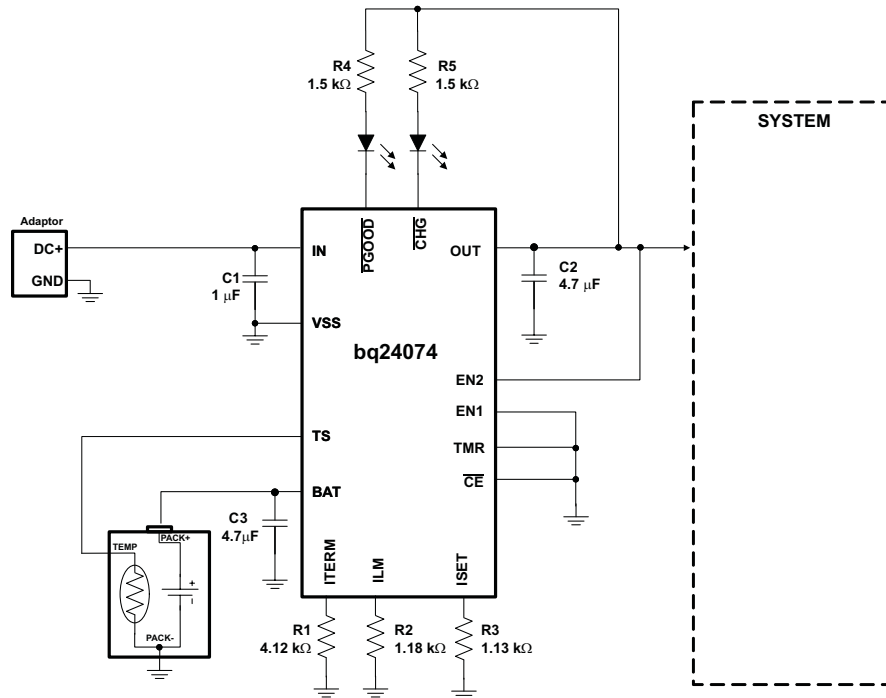 R4
1.5 kΩ
R5
1.5 kΩ
SYSTEM
Adaptor
DC+
GND
IN
PGOOD
CHG
OUT
C1
1 μF
C2
4.7 μF
VSS
bq24074
EN2
EN1
TS
TMR
BAT
CE
C3
4.7μF
PACK+
TEMP
+
–
PACK-
ITERM
ILM
ISET
R1
4.12 kΩ
R2
1.18 kΩ
R3
1.13 kΩ